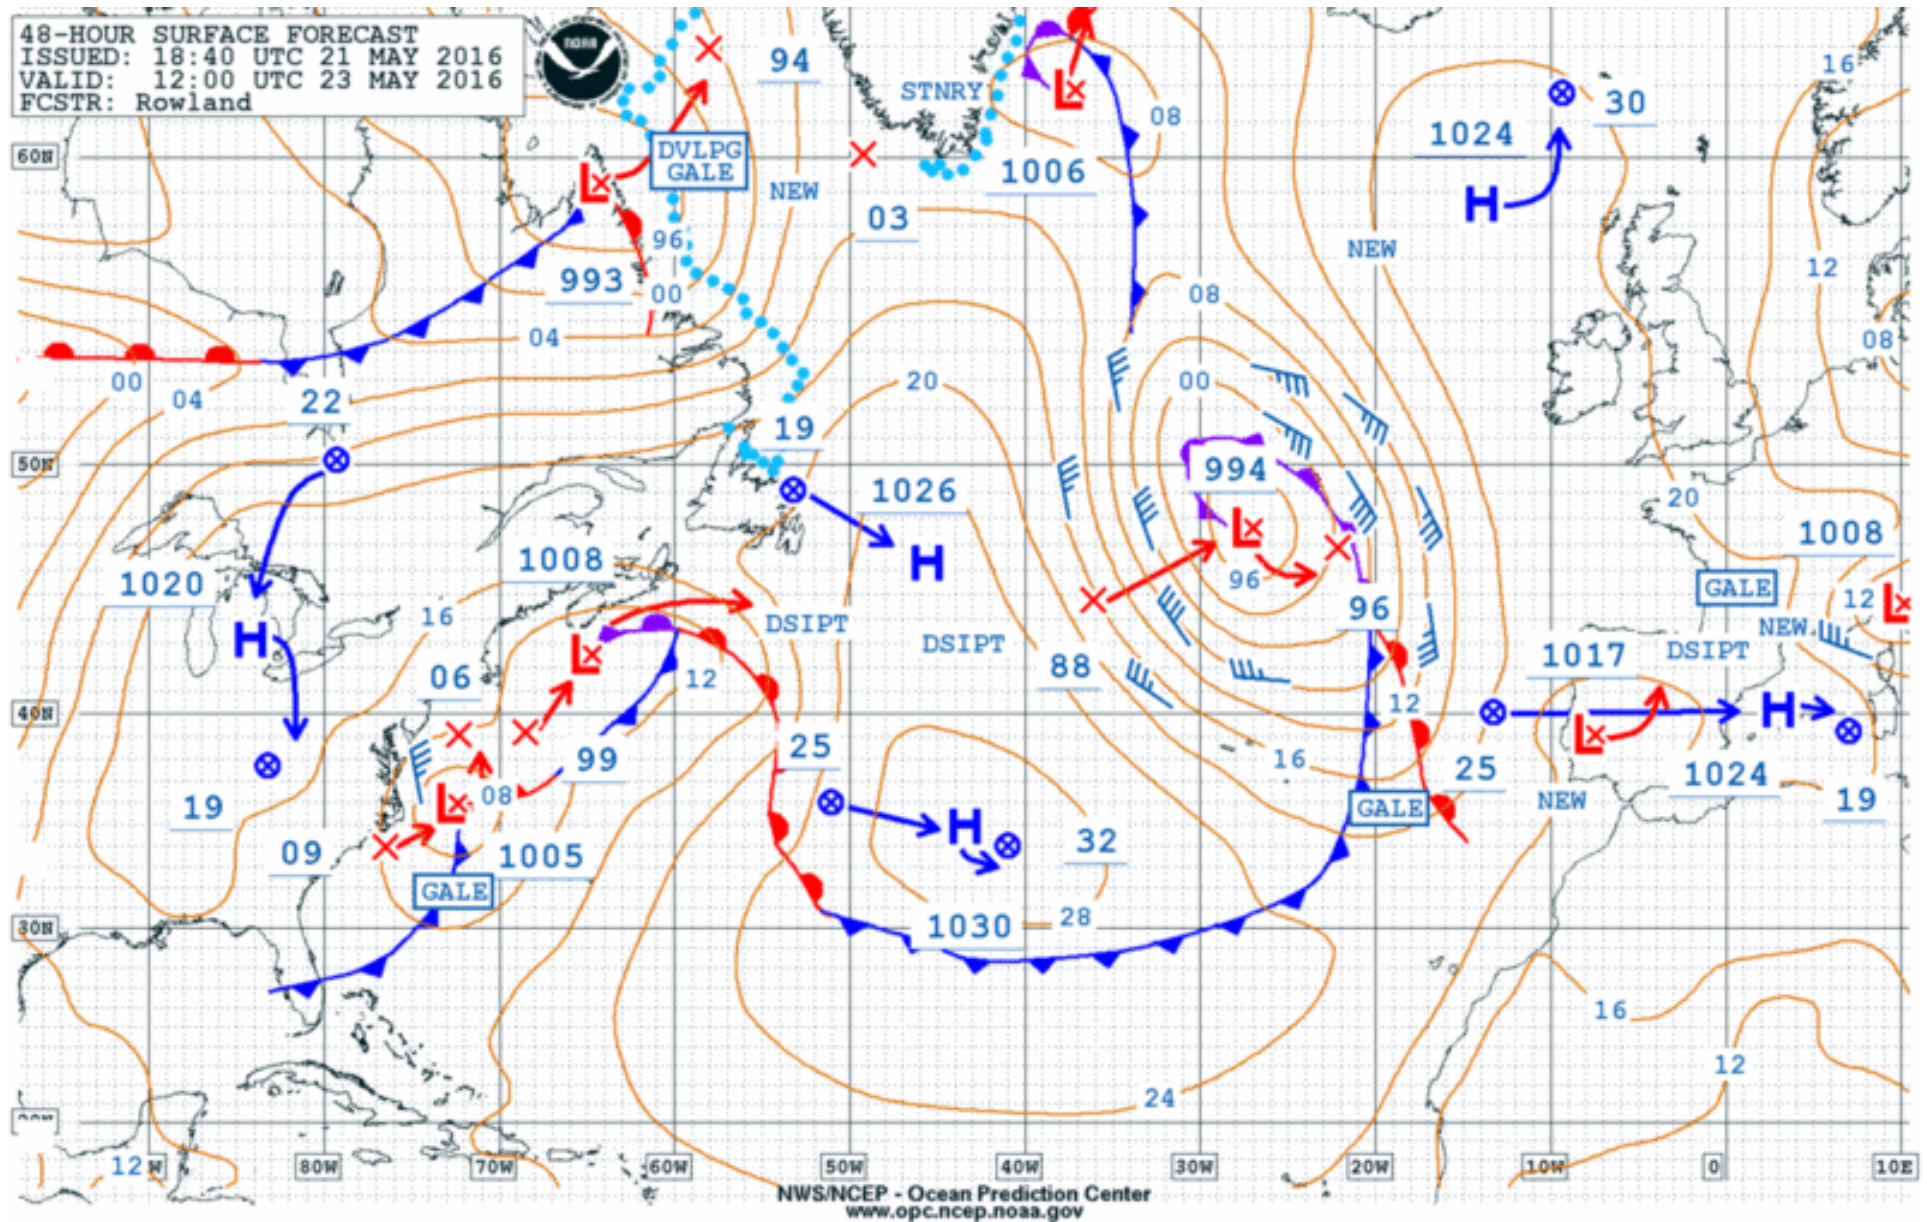 48-HOUR SURFACE FORECAST
ISSUED: 18:40 UTC 21 MAY 2016
VALID: 12:00 UTC 23 MAY 2016
FCSTR: Rowland
NOAA
94
STNRY
08
16
30
1024
60N
DVLPG
GALE
NEW
1006
L
L
03
H
96
NEW
993
00
08
12
04
08
00
04
22
20
00
19
50N
994
20
1026
1008
1008
H
L
96
1020
GALE
16
96
12
L
H
DSIPT
DSIPT
NEW
L
1017
DSIPT
06
88
12
40N
12
H
99
25
16
25
1024
L
08
L
19
H
32
GALE
NEW
19
09
1005
GALE
30N
1030
28
16
12
24
12
80W
70W
60W
50W
40W
30W
20W
10W
0
10E
NWS/NCEP - Ocean Prediction Center
www.opc.ncep.noaa.gov